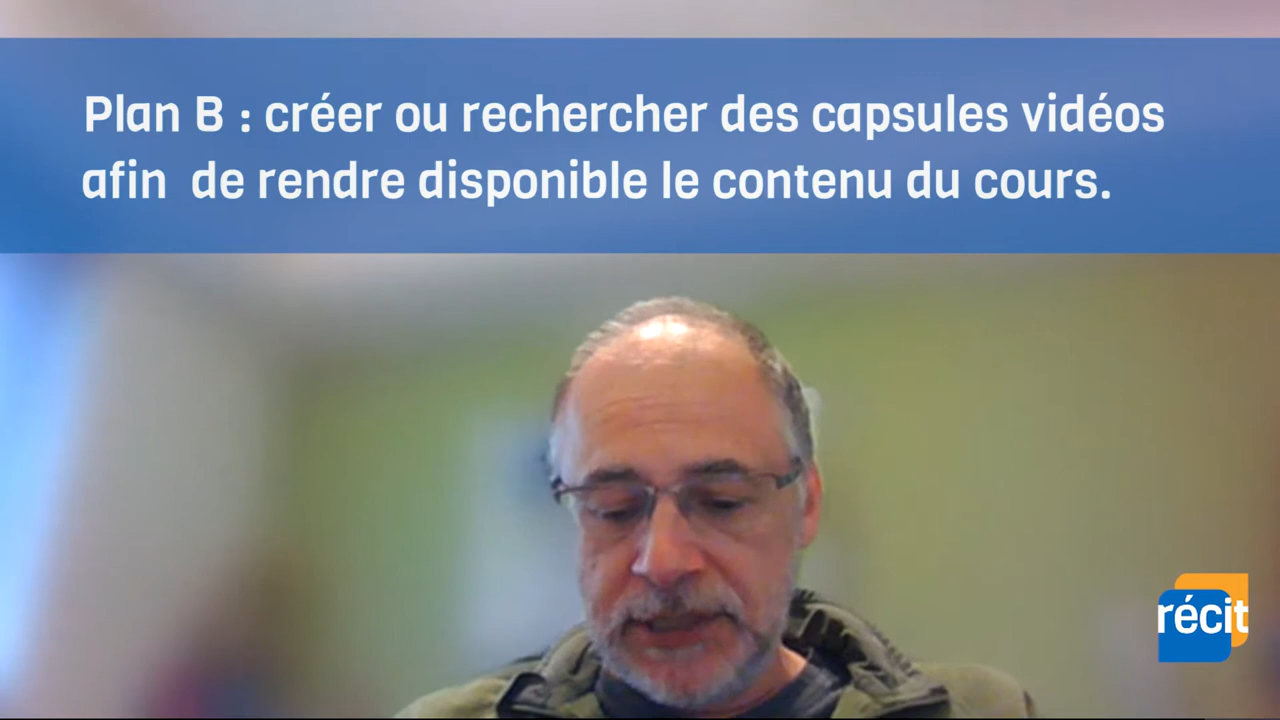 Plan B : créer ou rechercher des capsules vidéos
afin de rendre disponible le contenu du cours.
récit